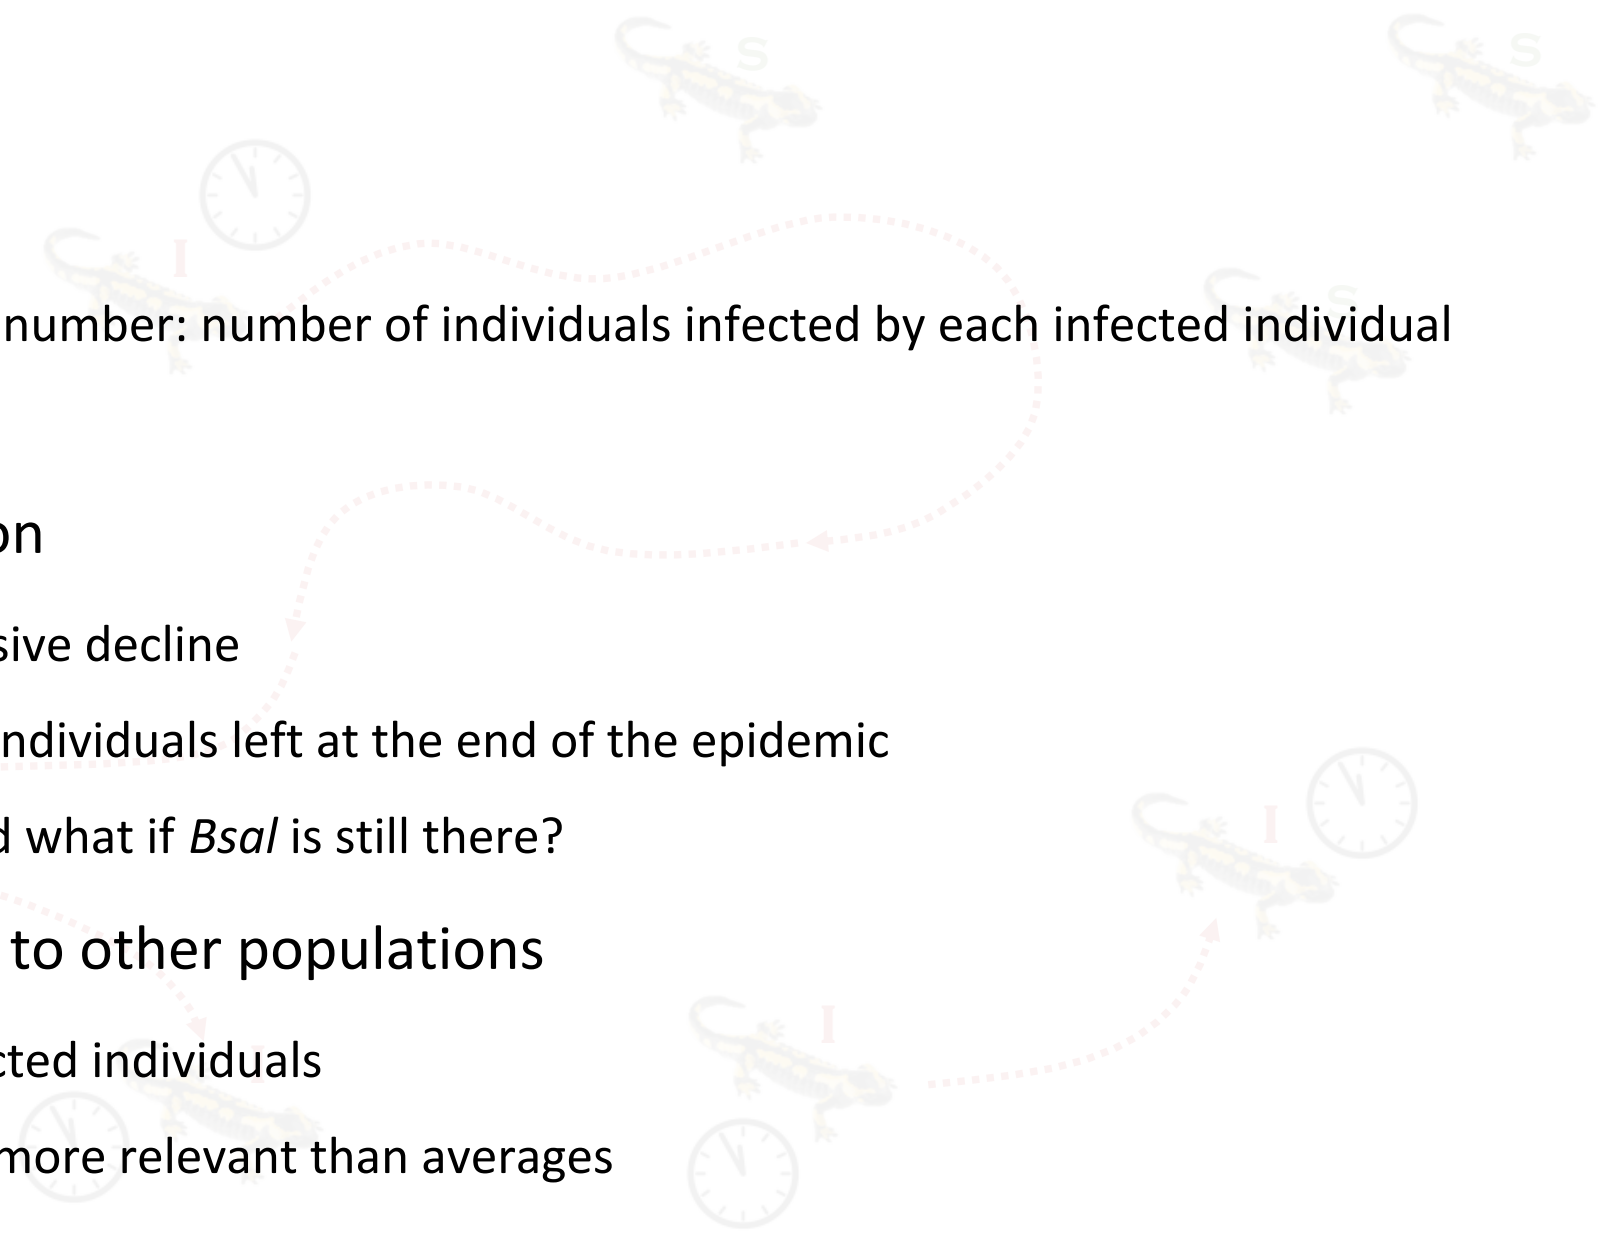 S
S
I
S
number: number of individuals infected by each infected individual
on
sive decline
ndividuals left at the end of the epidemic
d what if Bsal is still there?
I
to other populations
I
cted individuals
more relevant than averages